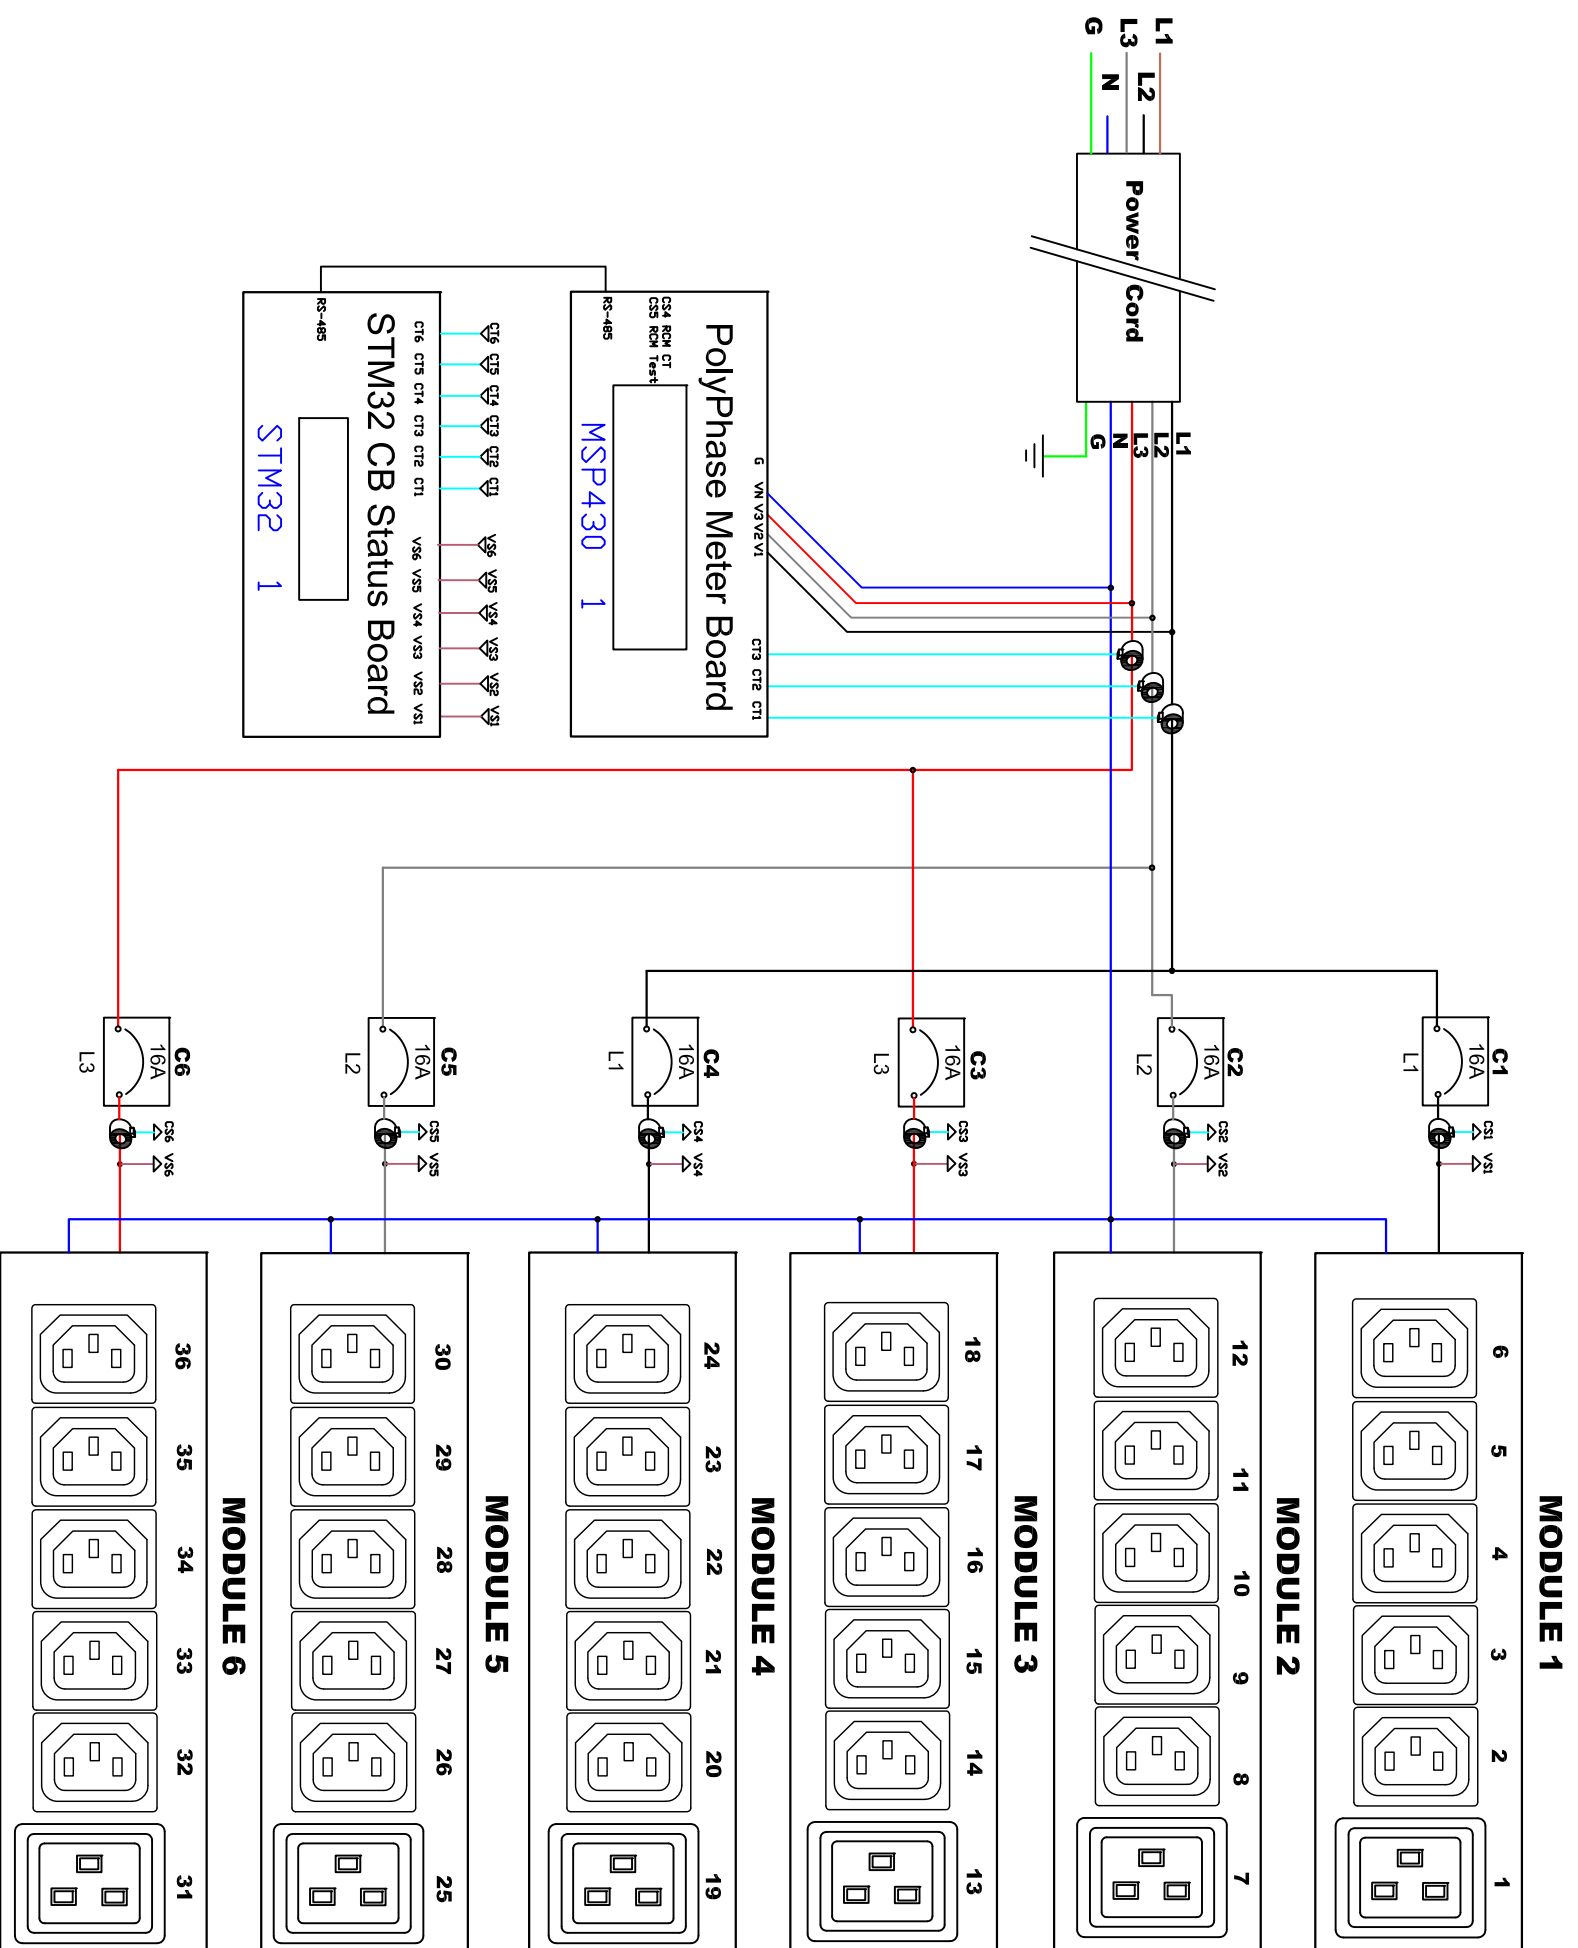 L1
L2
L3
N
G
Power Cord
L1
L2
L3
N
G
PolyPhase Meter Board
CS4 RCM CT
CS5 RCM Test
RS-485
MSP430 1
G VN V3 V2 V1
CT3 CT2 CT1
STM32 CB Status Board
RS-485
STM32 1
CT6 CT5 CT4 CT3 CT2 CT1
VS6 VS5 VS4 VS3 VS2 VS1
CT6 CT5 CT4 CT3 CT2 CT1
VS6 VS5 VS4 VS3 VS2 VS1
C1
16A
L1
CS1
VS1
C2
16A
L2
CS2
VS2
C3
16A
L3
CS3
VS3
C4
16A
L1
CS4
VS4
C5
16A
L2
CS5
VS5
C6
16A
L3
CS6
VS6
MODULE 1
6 5 4 3 2 1
MODULE 2
12 11 10 9 8 7
MODULE 3
18 17 16 15 14 13
MODULE 4
24 23 22 21 20 19
MODULE 5
30 29 28 27 26 25
MODULE 6
36 35 34 33 32 31